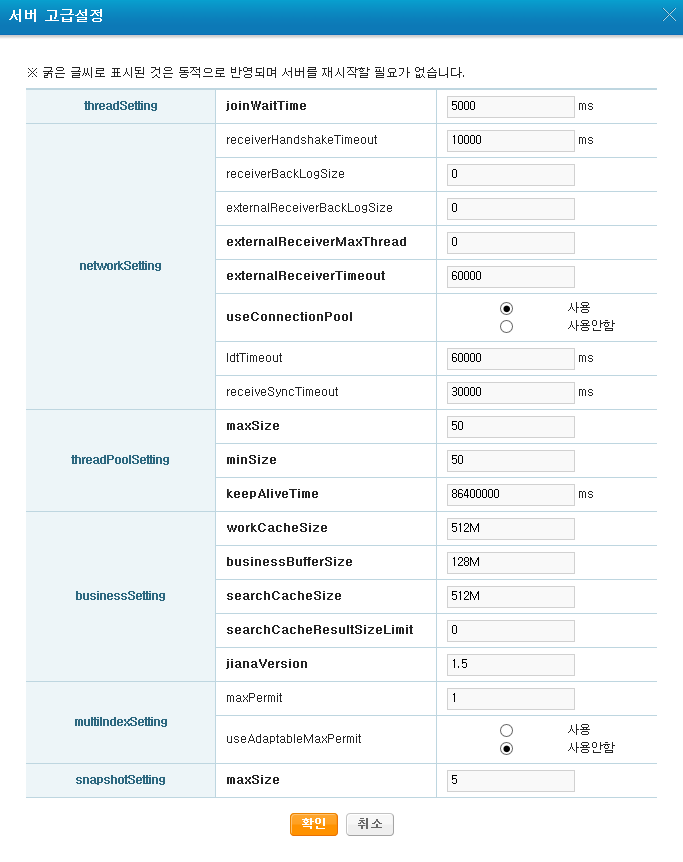 서버 고급설정
※ 굵은 글씨로 표시된 것은 동적으로 반영되며 서버를 재시작할 필요가 없습니다.
threadSetting
joinWaitTime 5000 ms
networkSetting
receiverHandshakeTimeout 10000 ms
receiverBackLogSize 0
externalReceiverBackLogSize 0
externalReceiverMaxThread 0
externalReceiverTimeout 60000
useConnectionPool
사용
사용안함
ldtTimeout 60000 ms
receiveSyncTimeout 30000 ms
threadPoolSetting
maxSize 50
minSize 50
keepAliveTime 86400000 ms
businessSetting
workCacheSize 512M
businessBufferSize 128M
searchCacheSize 512M
searchCacheResultSizeLimit 0
jianaVersion 1.5
multiIndexSetting
maxPermit 1
useAdaptableMaxPermit
사용
사용안함
snapshotSetting
maxSize 5
확인 취소